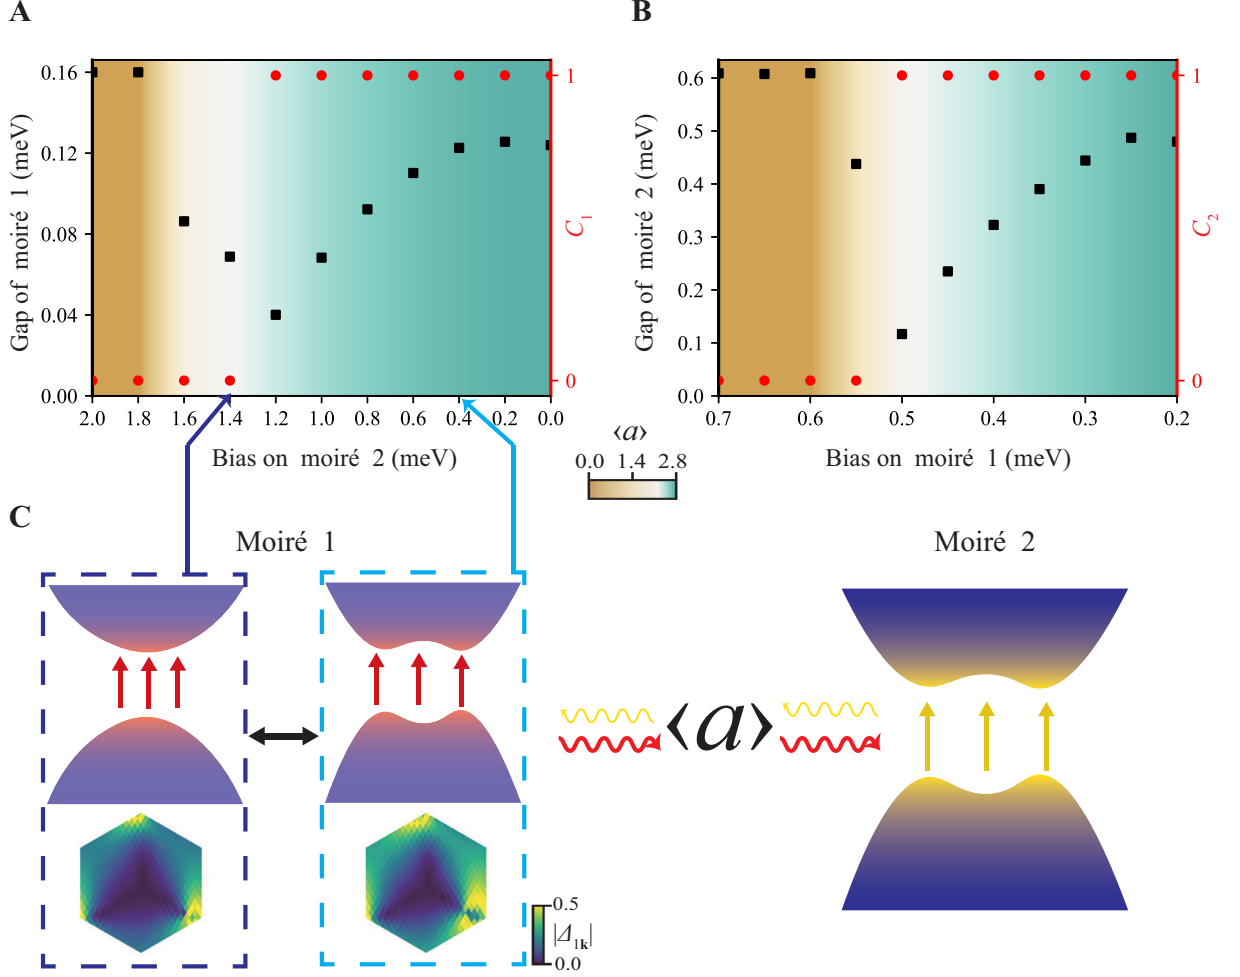 A
B
0.16
0.12
0.08
0.04
0.00
Gap of moiré 1 (meV)
1
0
C1
2.0 1.8 1.6 1.4 1.2 1.0 0.8 0.6 0.4 0.2 0.0
Bias on moiré 2 (meV)
0.6
0.5
0.4
0.3
0.2
0.1
0.0
Gap of moiré 2 (meV)
1
0
C2
0.7 0.6 0.5 0.4 0.3 0.2
Bias on moiré 1 (meV)
⟨a⟩
0.0 1.4 2.8
C
Moiré 1
Moiré 2
⟨a⟩
0.5
|Δ1k|
0.0